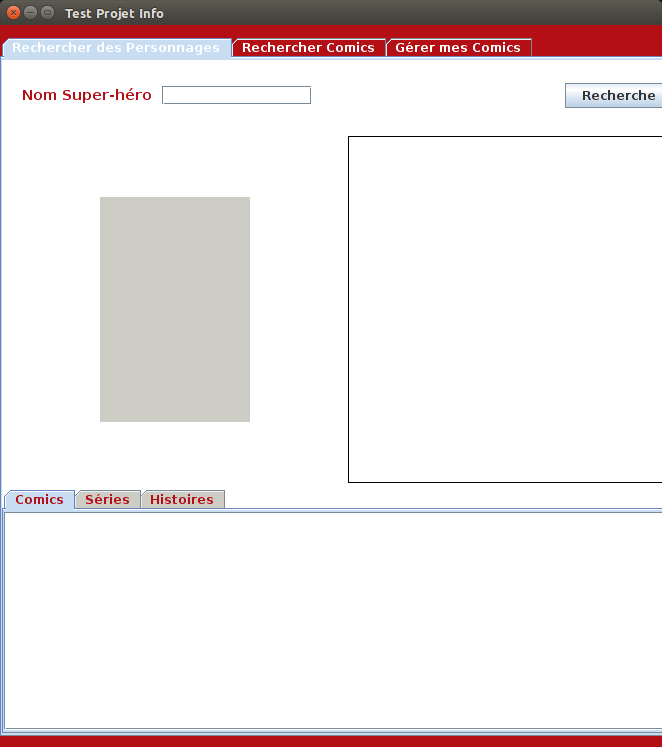 Test Projet Info
Rechercher des Personnages Rechercher Comics Gérer mes Comics
Nom Super-héro Recherche
Comics Séries Histoires